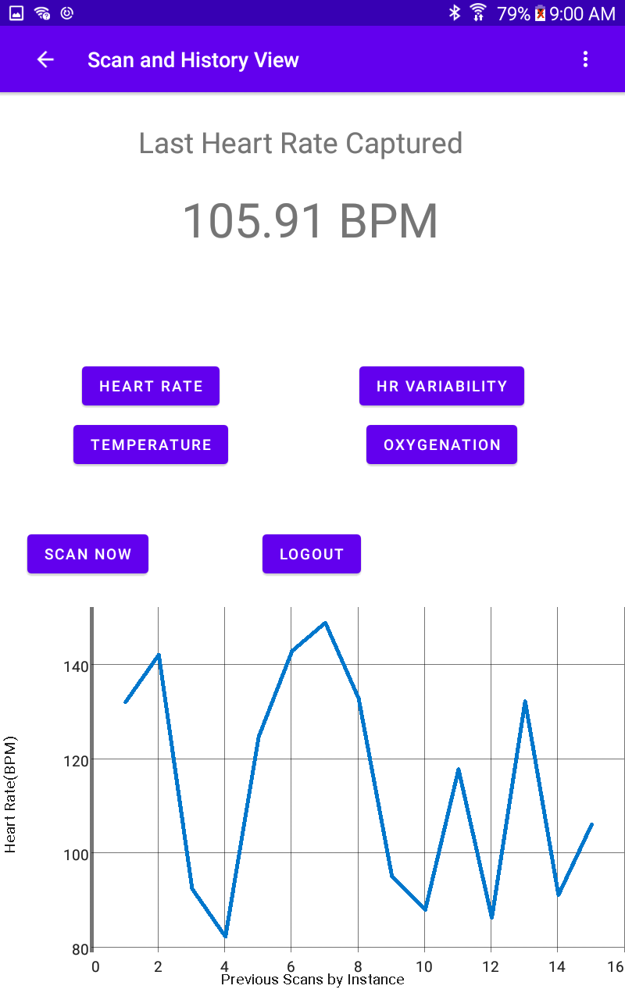 79% 9:00 AM
Scan and History View
Last Heart Rate Captured
105.91 BPM
HEART RATE
HR VARIABILITY
TEMPERATURE
OXYGENATION
SCAN NOW
LOGOUT
140
120
100
80
Heart Rate(BPM)
0 2 4 6 8 10 12 14 16
Previous Scans by Instance